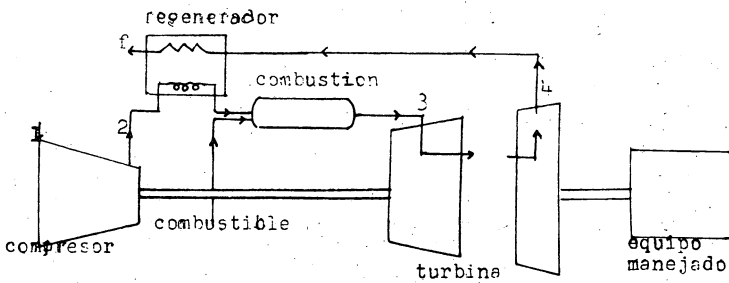 regenerador
f
combustion
4
1
2
3
combustible
compresor
turbina
equipo
manejado